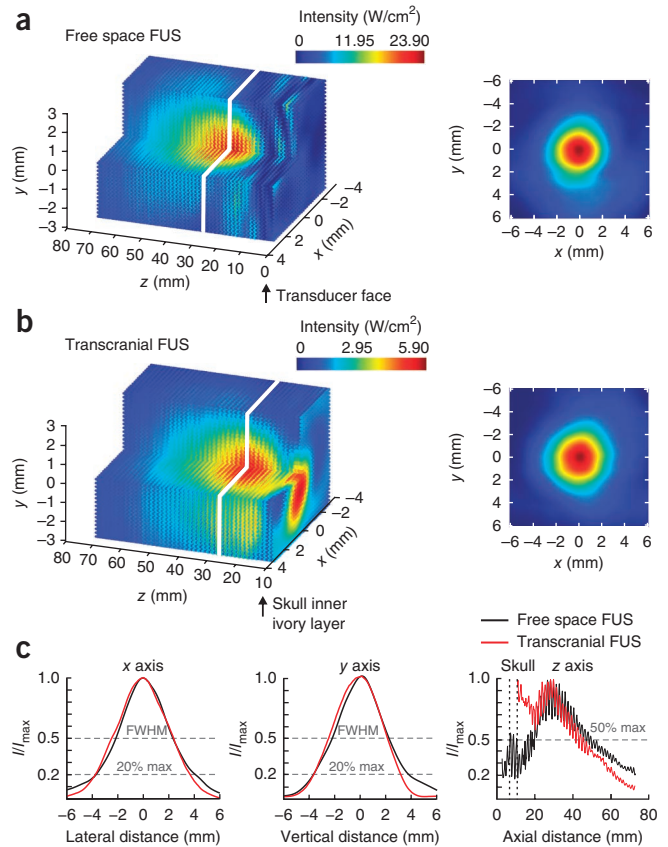 a
Free space FUS
Intensity (W/cm²)
0 11.95 23.90
y (mm)
3
2
1
0
−1
−2
−3
80 70 60 50 40 30 20 10 0
z (mm)
−4
−2
0
2
4
x (mm)
Transducer face
−6
−4
−2
0
2
4
6
y (mm)
−6 −4 −2 0 2 4 6
x (mm)
b
Transcranial FUS
Intensity (W/cm²)
0 2.95 5.90
y (mm)
3
2
1
0
−1
−2
−3
80 70 60 50 40 30 20 10
z (mm)
−4
−2
0
2
4
x (mm)
Skull inner
ivory layer
−6
−4
−2
0
2
4
6
y (mm)
−6 −4 −2 0 2 4 6
x (mm)
c
Free space FUS
Transcranial FUS
x axis
I/Imax
1.0
0.5
0.2
FWHM
20% max
−6 −4 −2 0 2 4 6
Lateral distance (mm)
y axis
I/Imax
1.0
0.5
0.2
FWHM
20% max
−6 −4 −2 0 2 4 6
Vertical distance (mm)
Skull z axis
I/Imax
1.0
0.5
0.2
50% max
0 20 40 60 80
Axial distance (mm)